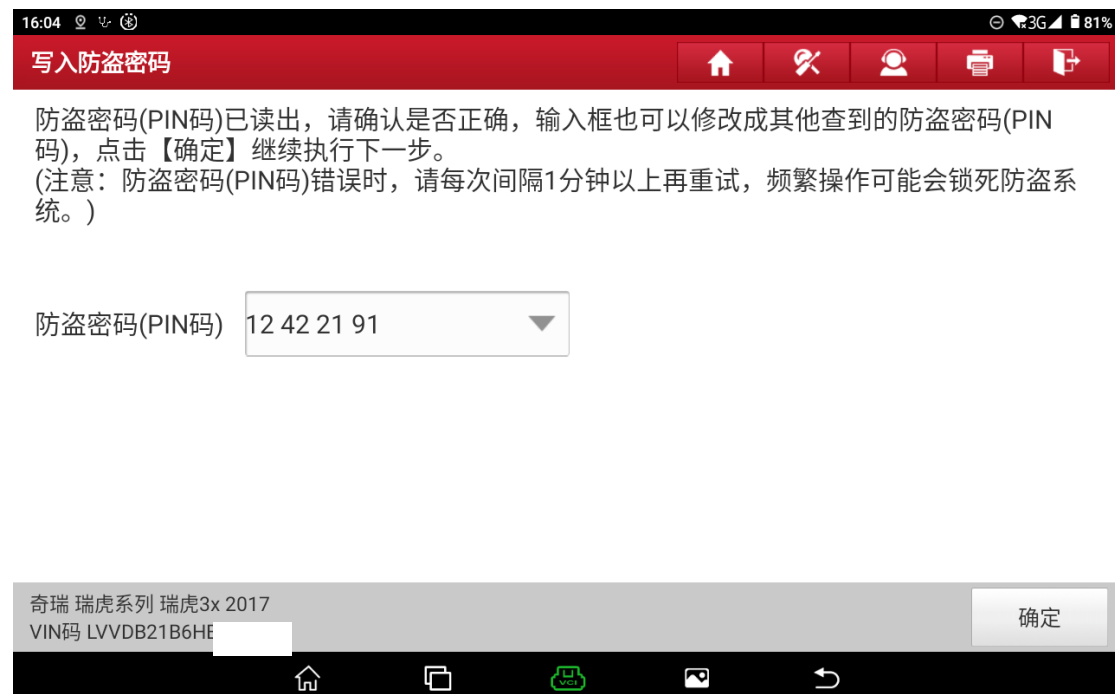 16:04
3G
81%
写入防盗密码
防盗密码(PIN码)已读出，请确认是否正确，输入框也可以修改成其他查到的防盗密码(PIN
码)，点击【确定】继续执行下一步。
(注意：防盗密码(PIN码)错误时，请每次间隔1分钟以上再重试，频繁操作可能会锁死防盗系
统。)
防盗密码(PIN码)
12 42 21 91
奇瑞 瑞虎系列 瑞虎3x 2017
VIN码 LVVDB21B6H
确定
VCI